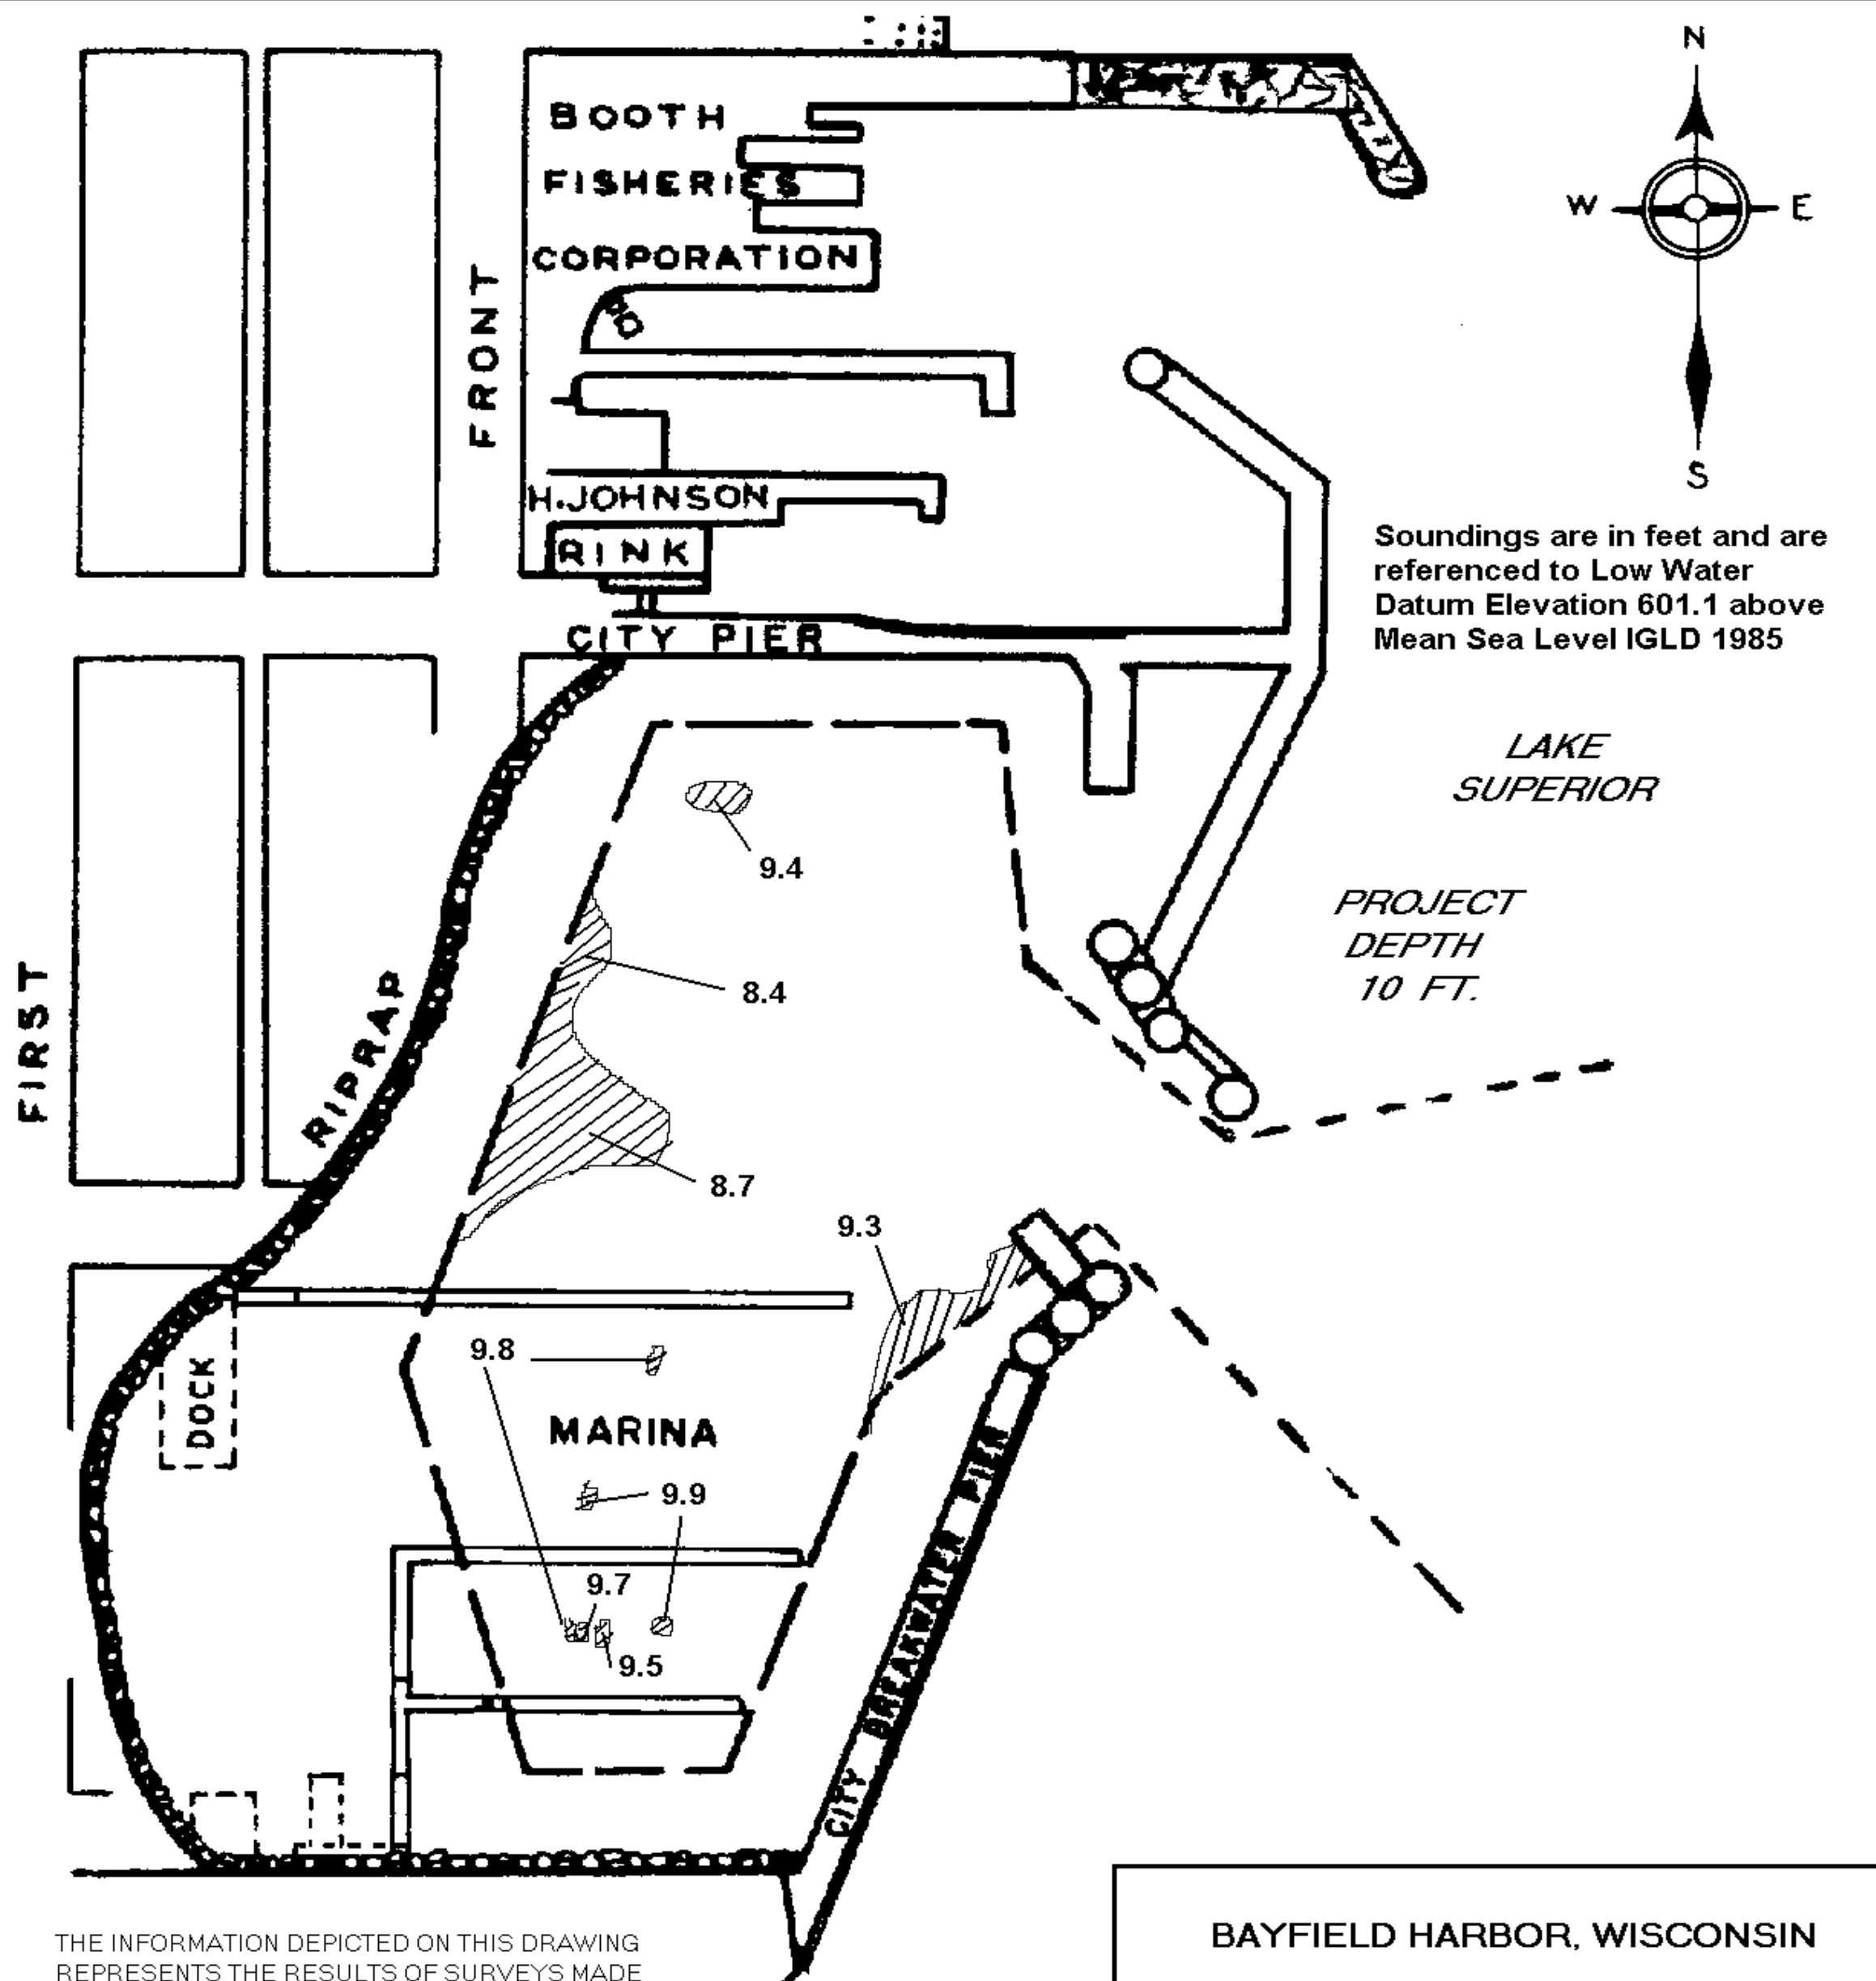 N
BOOTH
FISHERIES
CORPORATION
W
E
FRONT
S
H.JOHNSON
RINK
Soundings are in feet and are
referenced to Low Water
Datum Elevation 601.1 above
Mean Sea Level IGLD 1985
CITY PIER
LAKE
SUPERIOR
9.4
PROJECT
DEPTH
10 FT.
8.4
FIRST
RIPRAP
8.7
9.3
9.8
DOCK
MARINA
9.9
9.7
9.5
CITY BREAKWATER PIER
BAYFIELD HARBOR, WISCONSIN
THE INFORMATION DEPICTED ON THIS DRAWING
REPRESENTS THE RESULTS OF SURVEYS MADE